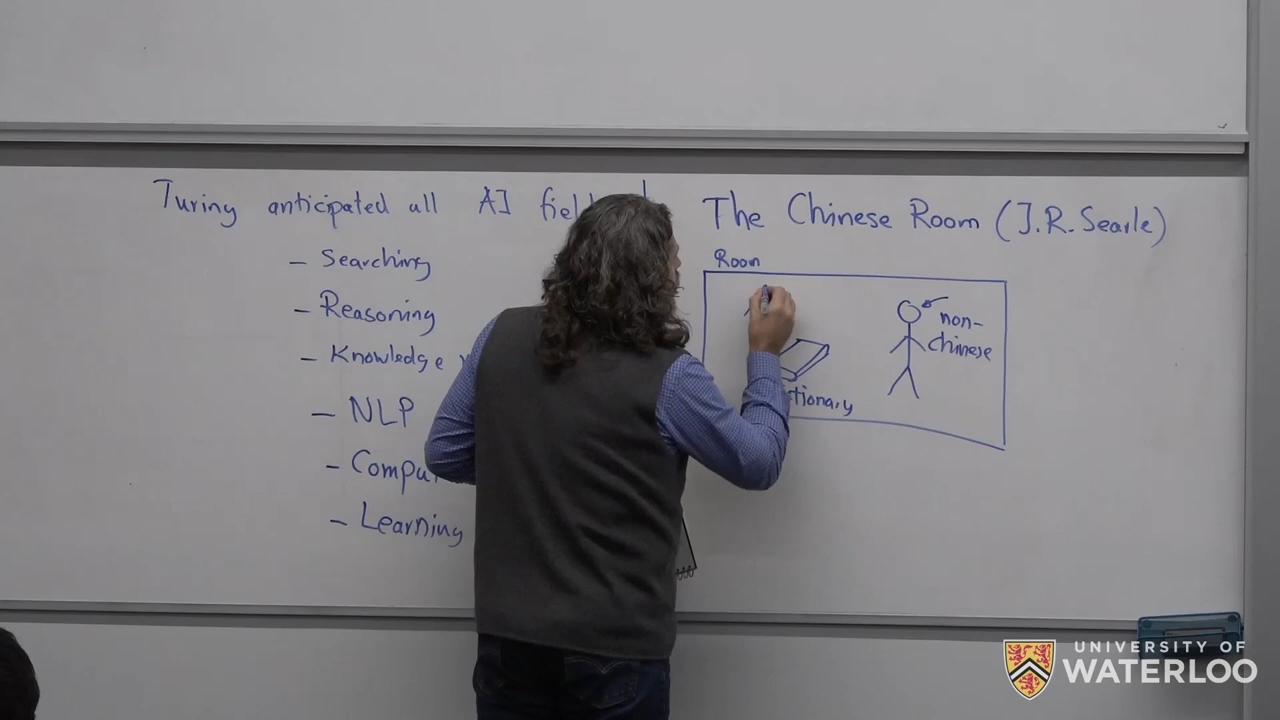 Turing anticipated all AI
- Searching
- Reasoning
- Knowledge
- NLP
- Learning
The Chinese Room (J.R. Searle)
Room
non-
chinese
UNIVERSITY OF
WATERLOO